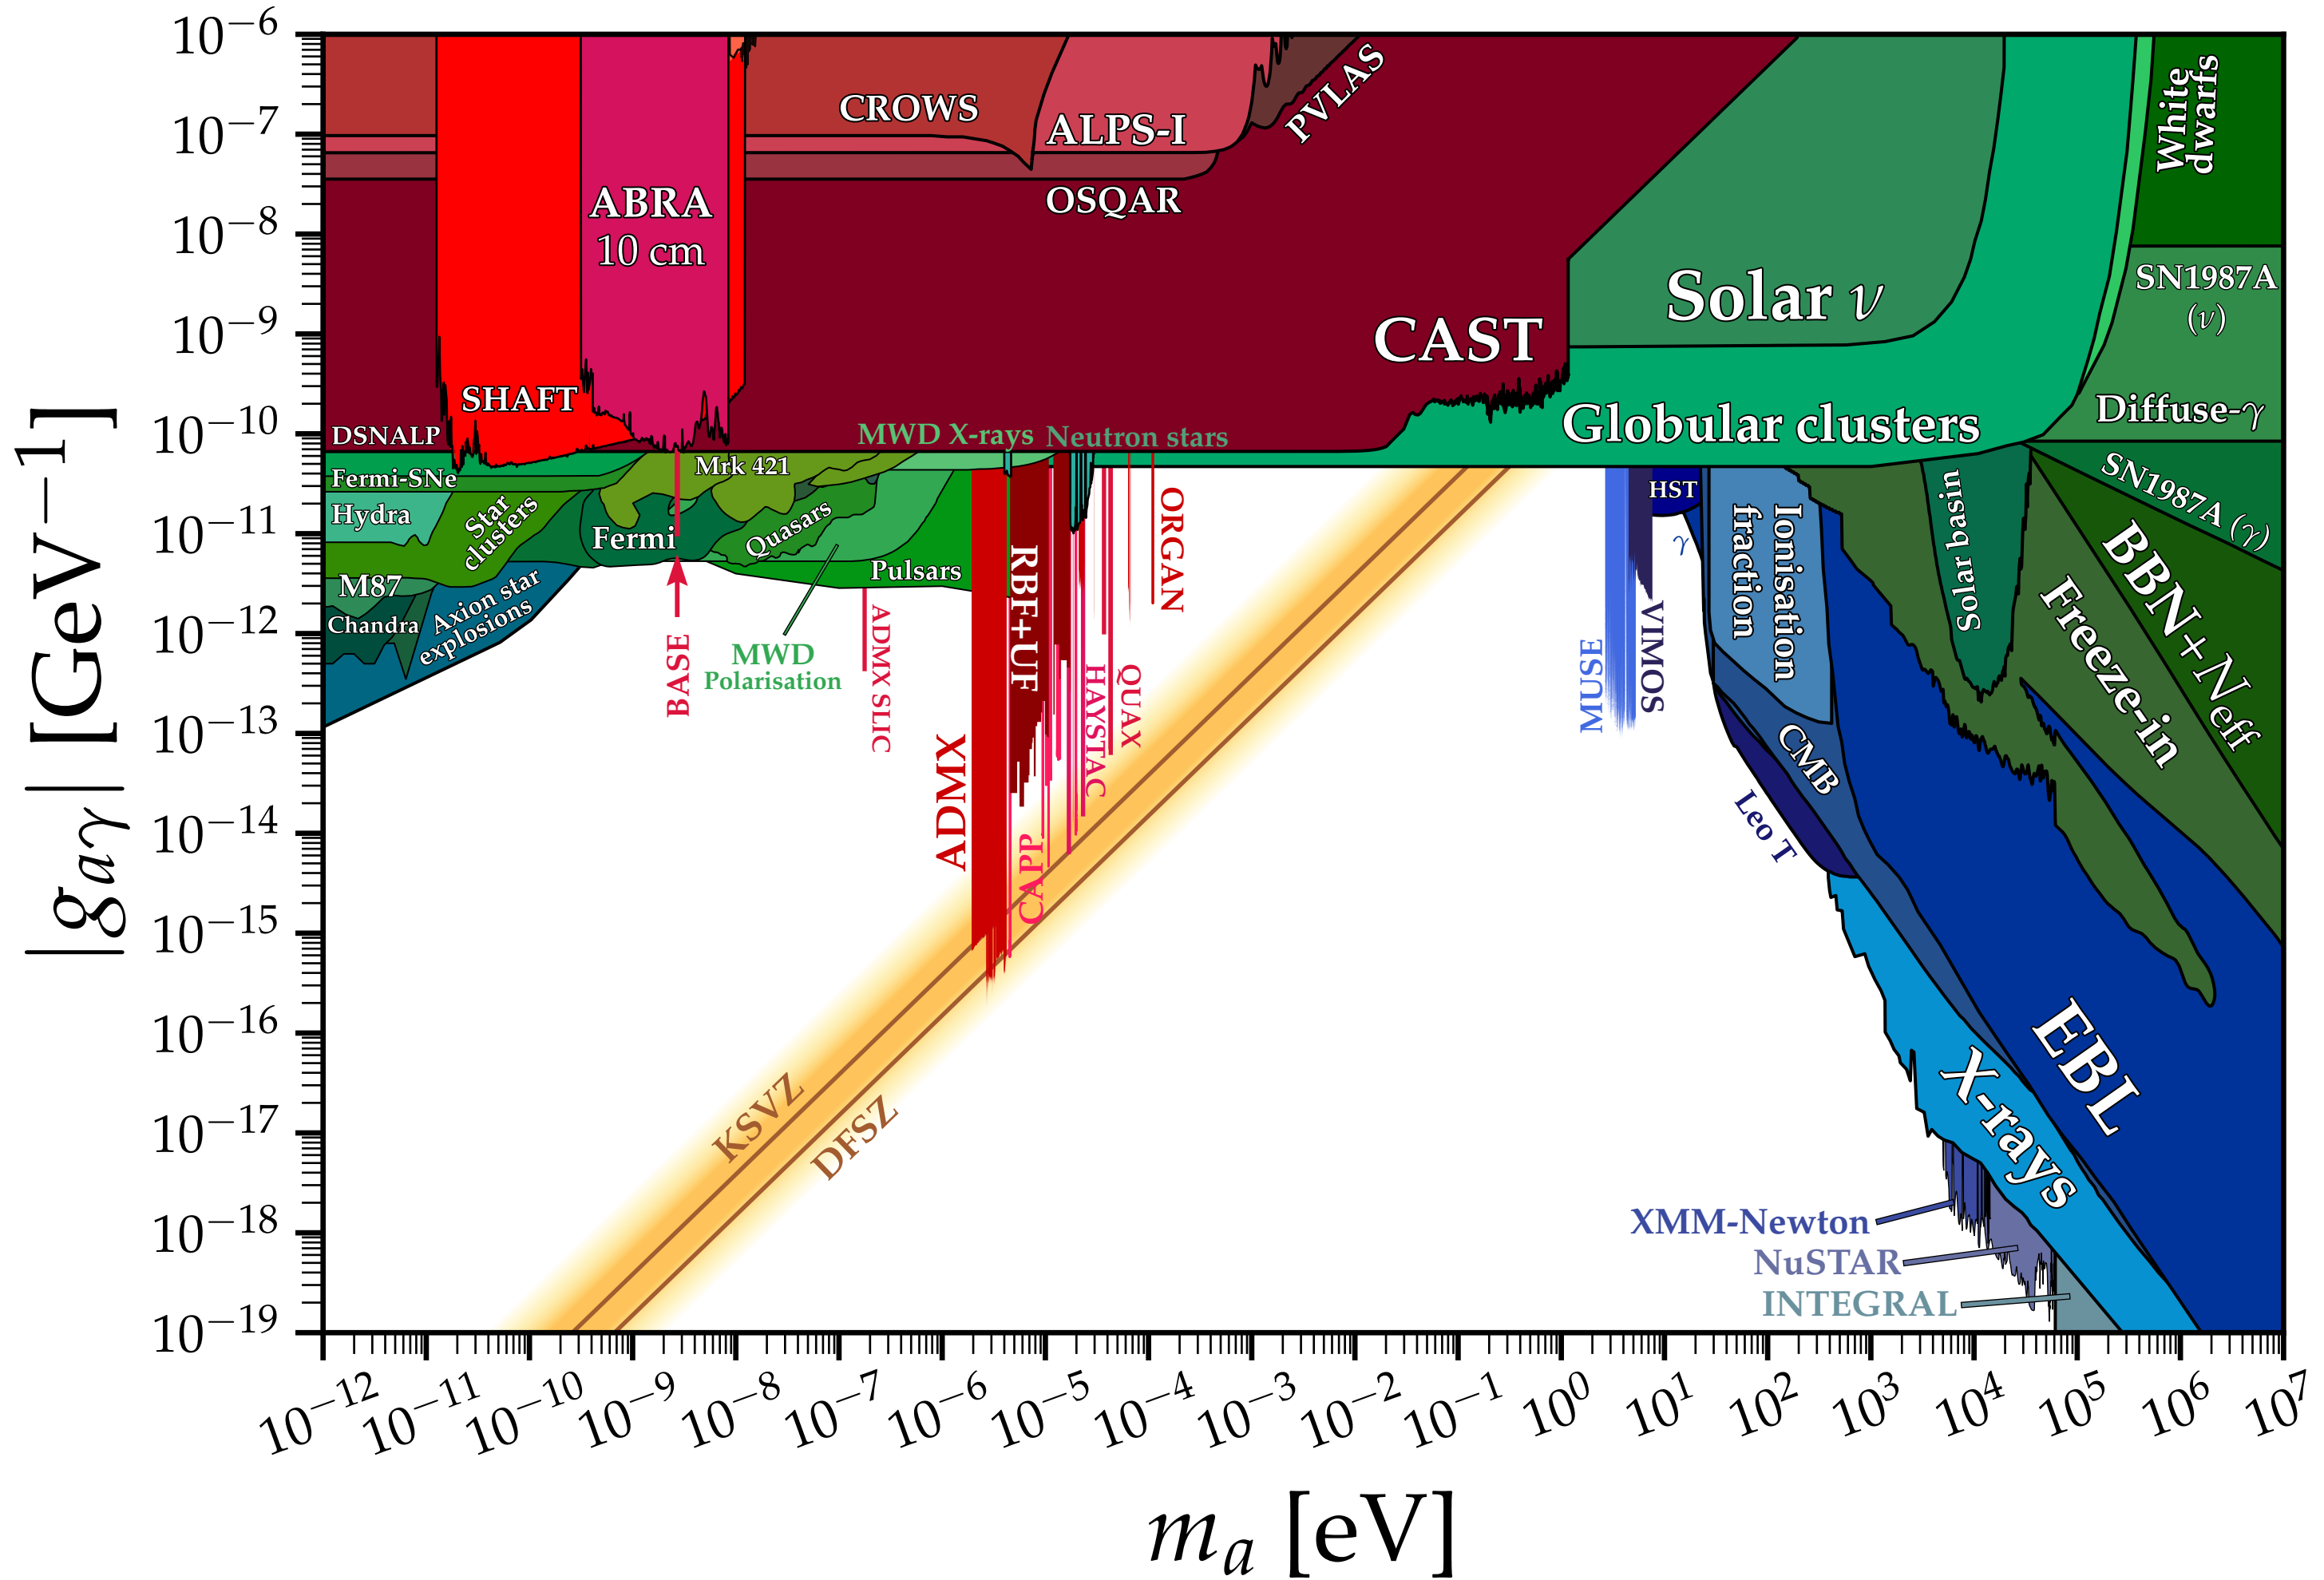 |g_{aγ}| [GeV^{−1}]
10^{−6}
10^{−7}
10^{−8}
10^{−9}
10^{−10}
10^{−11}
10^{−12}
10^{−13}
10^{−14}
10^{−15}
10^{−16}
10^{−17}
10^{−18}
10^{−19}
CROWS
ALPS-I
PVLAS
OSQAR
ABRA
10 cm
SHAFT
CAST
Solar ν
Globular clusters
White
dwarfs
SN1987A
(ν)
Diffuse-γ
SN1987A (γ)
DSNALP
Fermi-SNe
Hydra
M87
Chandra
Star
clusters
Axion star
explosions
Fermi
Mrk 421
Quasars
Pulsars
MWD X-rays
Neutron stars
BASE
MWD
Polarisation
ADMX SLIC
ADMX
RBF+UF
CAPP
HAYSTAC
QUAX
ORGAN
KSVZ
DFSZ
MUSE
VIMOS
HST
γ
Ionisation
fraction
CMB
Leo T
Solar basin
Freeze-in
BBN+N_{eff}
EBL
X-rays
XMM-Newton
NuSTAR
INTEGRAL
10^{−12}
10^{−11}
10^{−10}
10^{−9}
10^{−8}
10^{−7}
10^{−6}
10^{−5}
10^{−4}
10^{−3}
10^{−2}
10^{−1}
10^{0}
10^{1}
10^{2}
10^{3}
10^{4}
10^{5}
10^{6}
10^{7}
m_a [eV]